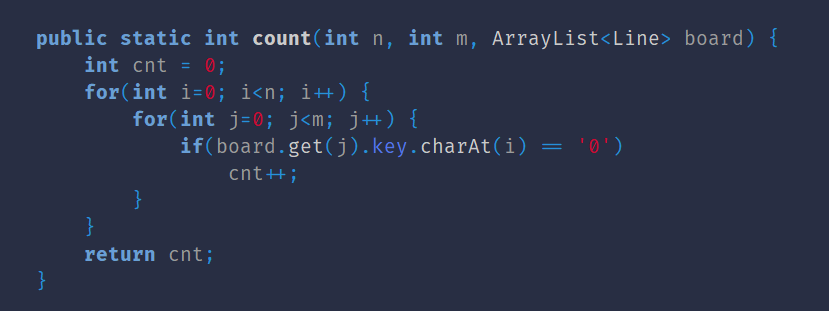 public static int count(int n, int m, ArrayList<Line> board) {
    int cnt = 0;
    for(int i=0; i<n; i++) {
        for(int j=0; j<m; j++) {
            if(board.get(j).key.charAt(i) == '0')
                cnt++;
        }
    }
    return cnt;
}